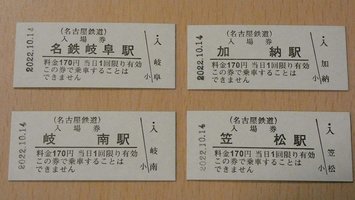 2022.10.14
（名古屋鉄道）
入場券
名鉄岐阜駅
料金170円 当日1回限り有効
この券で乗車することは
できません
小
入
岐阜
2022.10.14
（名古屋鉄道）
入場券
加納駅
料金170円 当日1回限り有効
この券で乗車することは
できません
小
入
加納
2022.10.14
（名古屋鉄道）
入場券
岐南駅
料金170円 当日1回限り有効
この券で乗車することは
できません
小
入
岐南
2022.10.14
（名古屋鉄道）
入場券
笠松駅
料金170円 当日1回限り有効
この券で乗車することは
できません
小
入
笠松